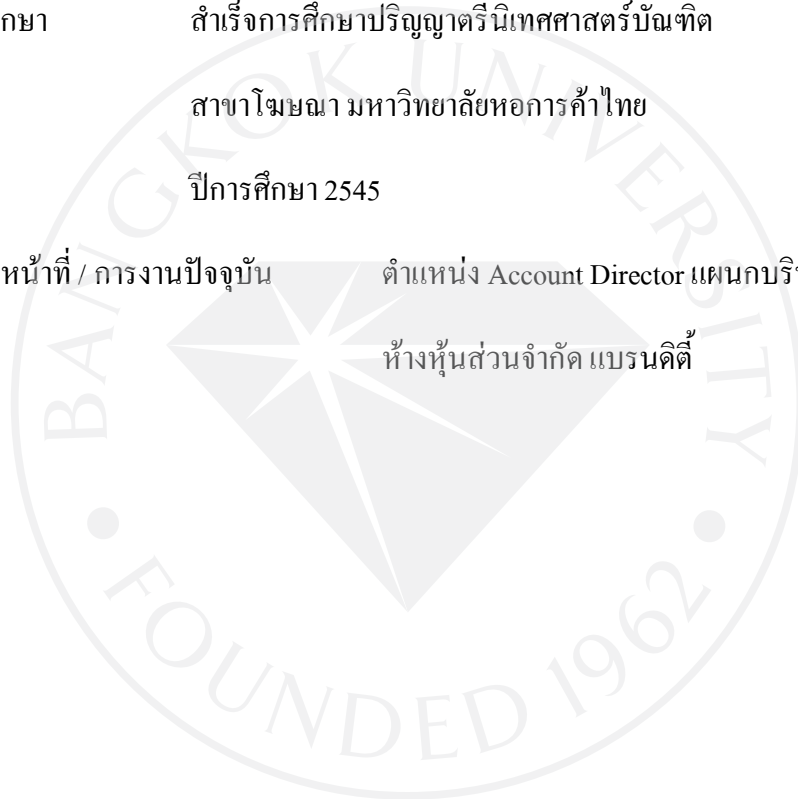 กษา สำเร็จการศึกษาปริญญาตรีนิเทศศาสตร์บัณฑิต
สาขาโฆษณา มหาวิทยาลัยหอการค้าไทย
ปีการศึกษา 2545
หน้าที่ / การงานปัจจุบัน ตำแหน่ง Account Director แผนกบริ
ห้างหุ้นส่วนจำกัด แบรนดิตี้
BANGKOK UNIVERSITY
FOUNDED 1962